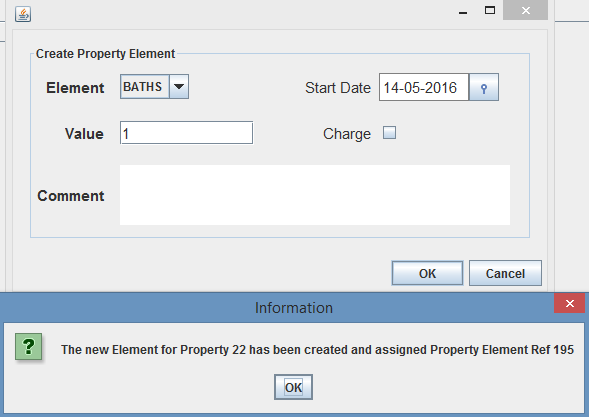 Create Property Element
Element BATHS Start Date 14-05-2016
Value 1 Charge
Comment
OK Cancel
Information
? The new Element for Property 22 has been created and assigned Property Element Ref 195
OK